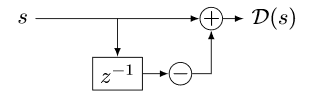 s + 𝒟(s)
z⁻¹ −